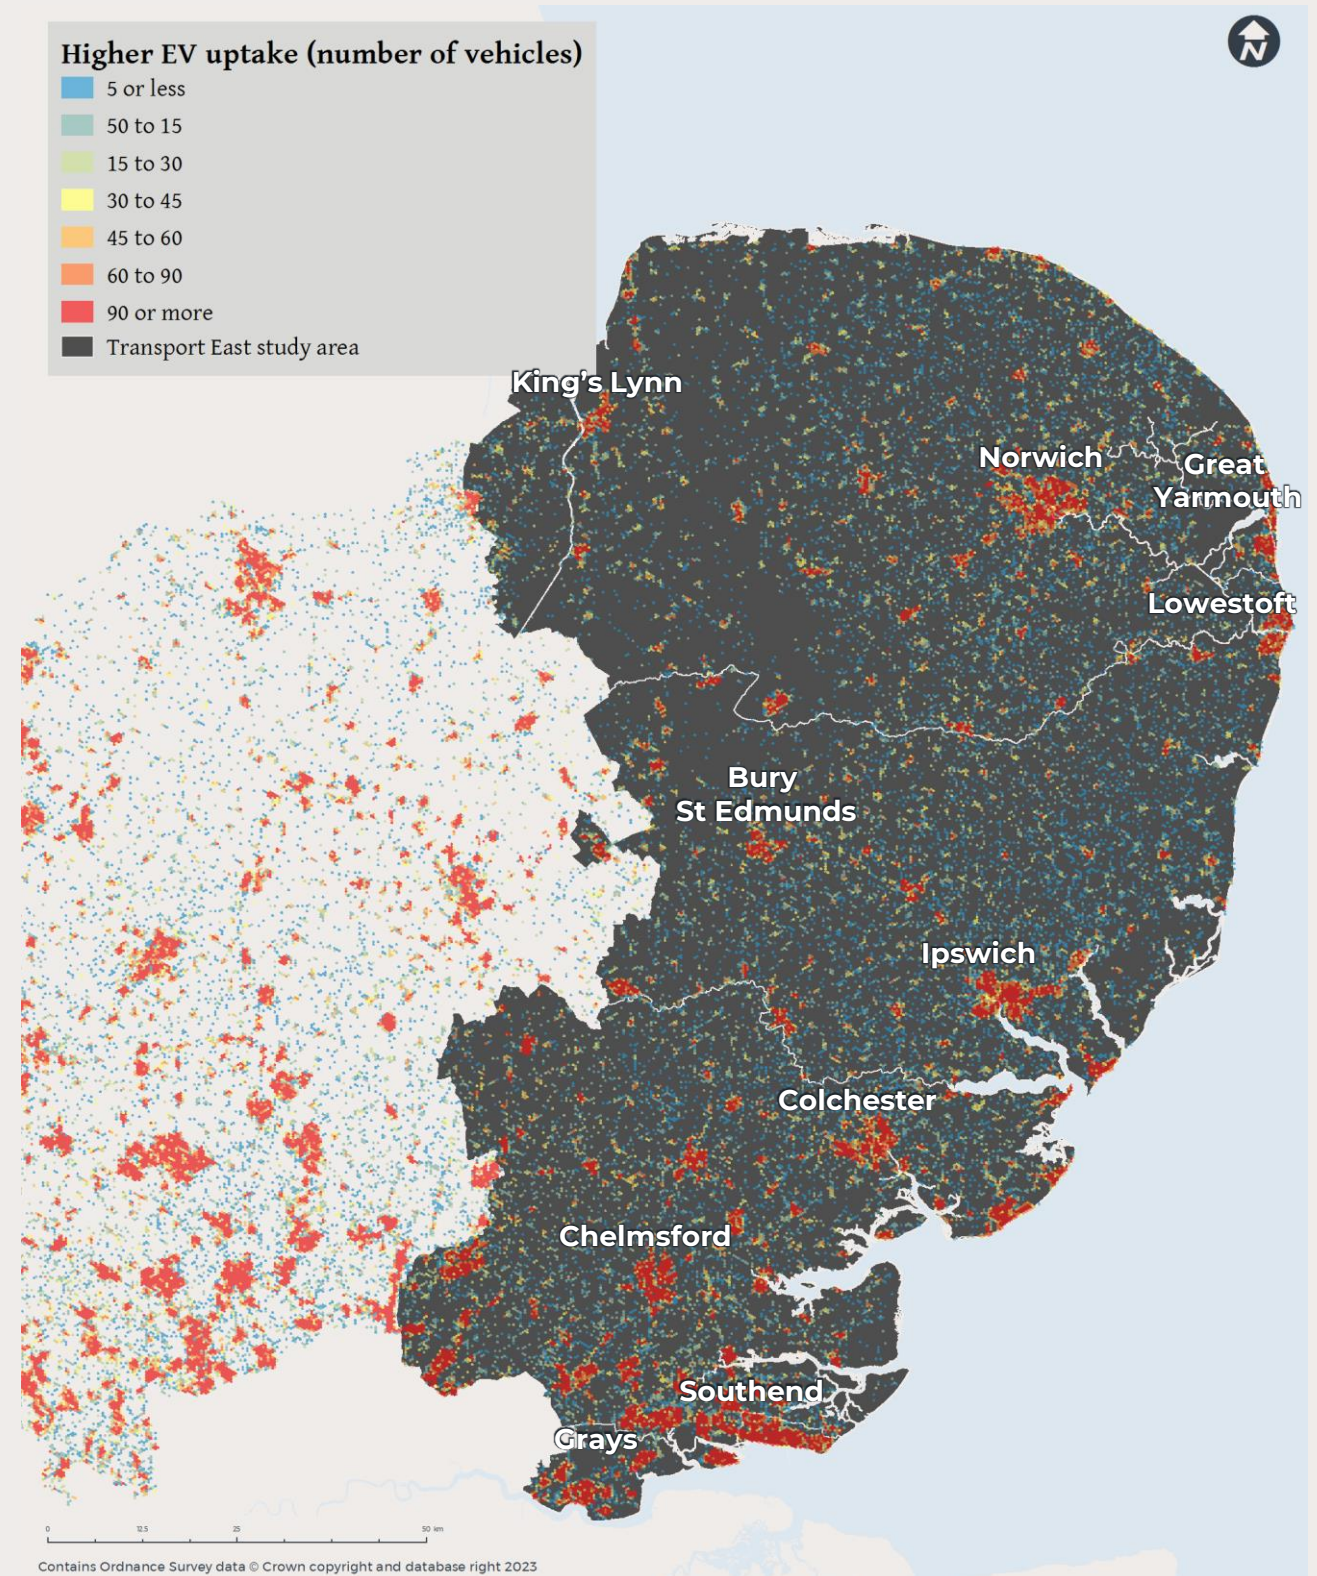 Higher EV uptake (number of vehicles)
5 or less
50 to 15
15 to 30
30 to 45
45 to 60
60 to 90
90 or more
Transport East study area
N
King's Lynn
Norwich
Great
Yarmouth
Lowestoft
Bury
St Edmunds
Ipswich
Colchester
Chelmsford
Southend
Grays
0 12.5 25 50 km
Contains Ordnance Survey data © Crown copyright and database right 2023